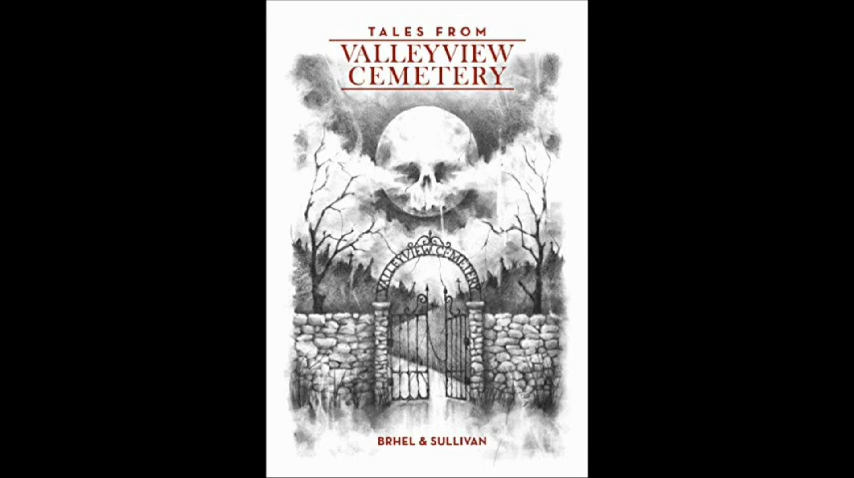 TALES FROM
VALLEYVIEW
CEMETERY
VALLEYVIEW CEMETERY
BRHEL & SULLIVAN